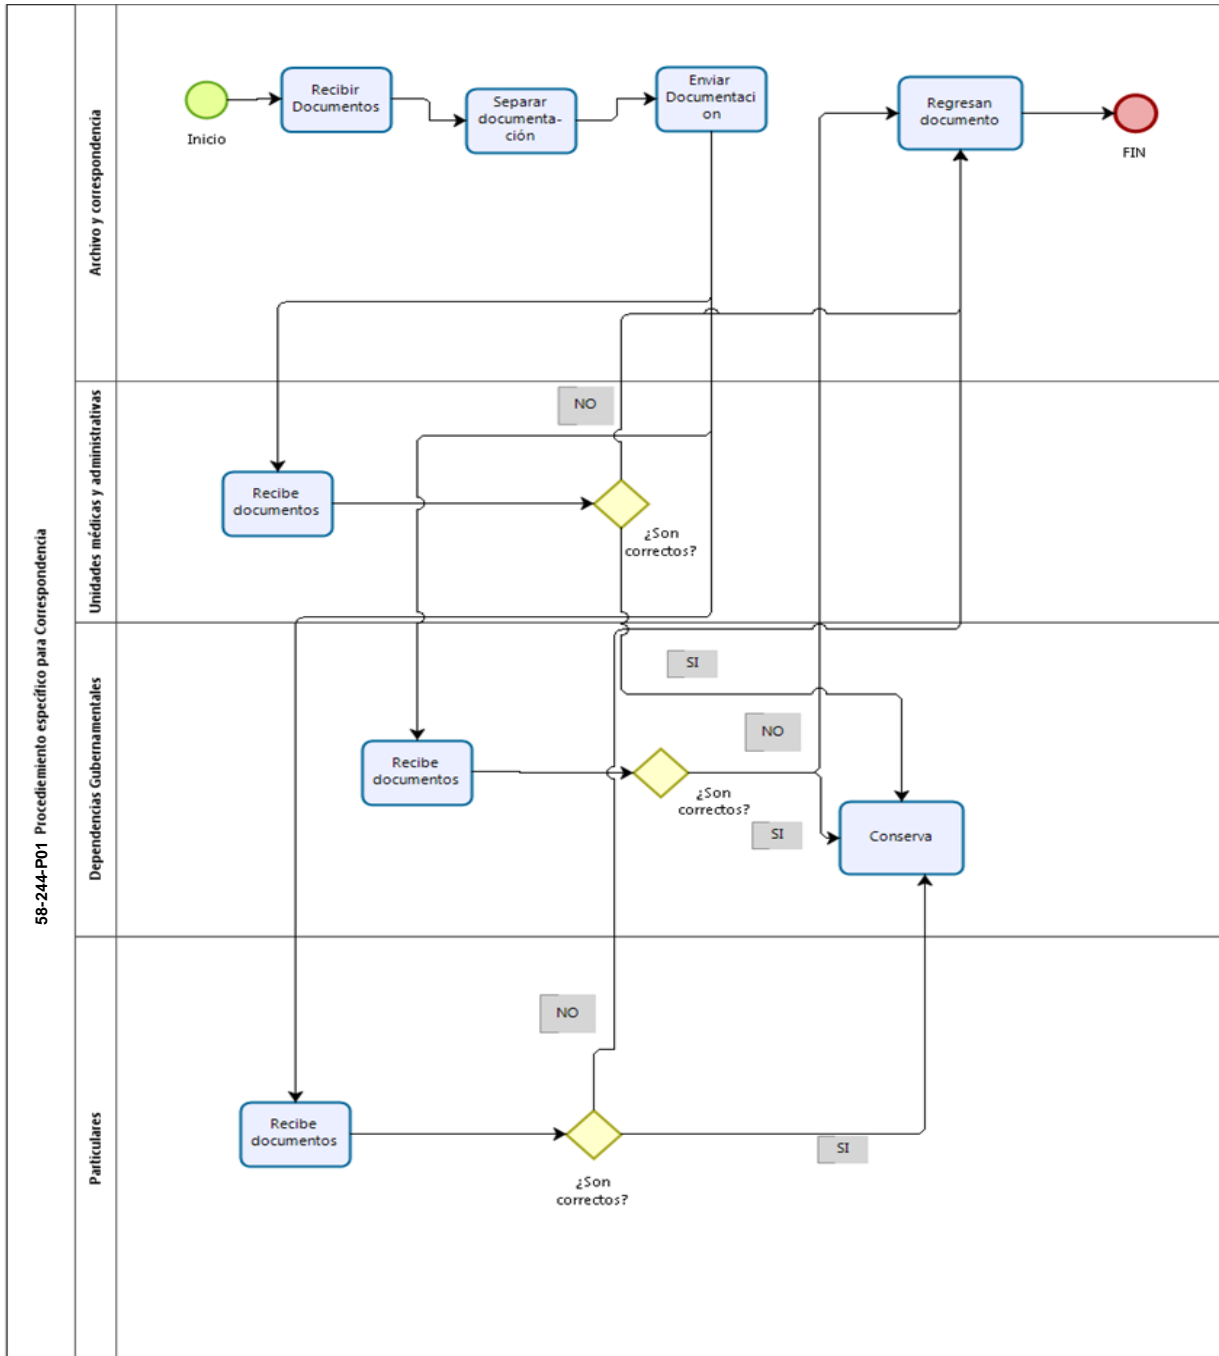 58-244-P01 Procediemiento específico para Correspondencia
Archivo y correspondencia
Inicio
Recibir
Documentos
Separar
documenta-
ción
Enviar
Documentaci
on
Regresan
documento
FIN
Unidades médicas y administrativas
NO
Recibe
documentos
¿Son
correctos?
Dependencias Gubernamentales
SI
NO
Recibe
documentos
¿Son
correctos?
SI
Conserva
Particulares
NO
Recibe
documentos
¿Son
correctos?
SI